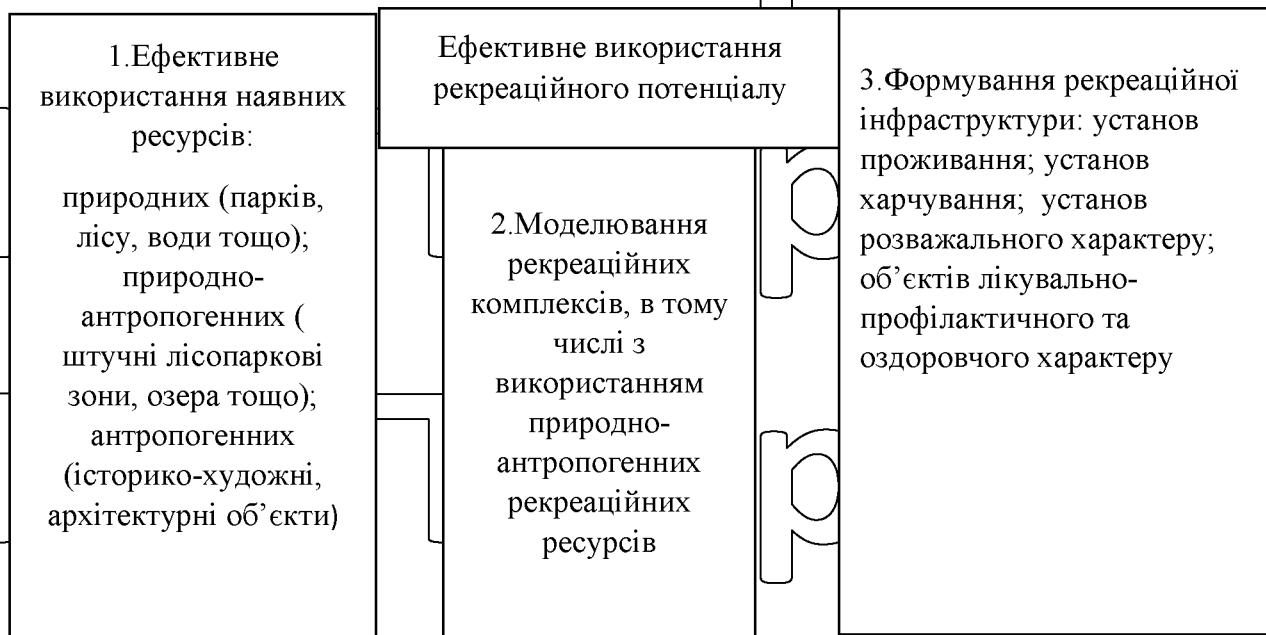 Ефективне використання
рекреаційного потенціалу
1.Ефективне
використання наявних
ресурсів:
природних (парків,
лісу, води тощо);
природно-
антропогенних (
штучні лісопаркові
зони, озера тощо);
антропогенних
(історико-художні,
архітектурні об’єкти)
2.Моделювання
рекреаційних
комплексів, в тому
числі з
використанням
природно-
антропогенних
рекреаційних
ресурсів
3.Формування рекреаційної
інфраструктури: установ
проживання; установ
харчування;  установ
розважального характеру;
об’єктів лікувально-
профілактичного та
оздоровчого характеру
р
р